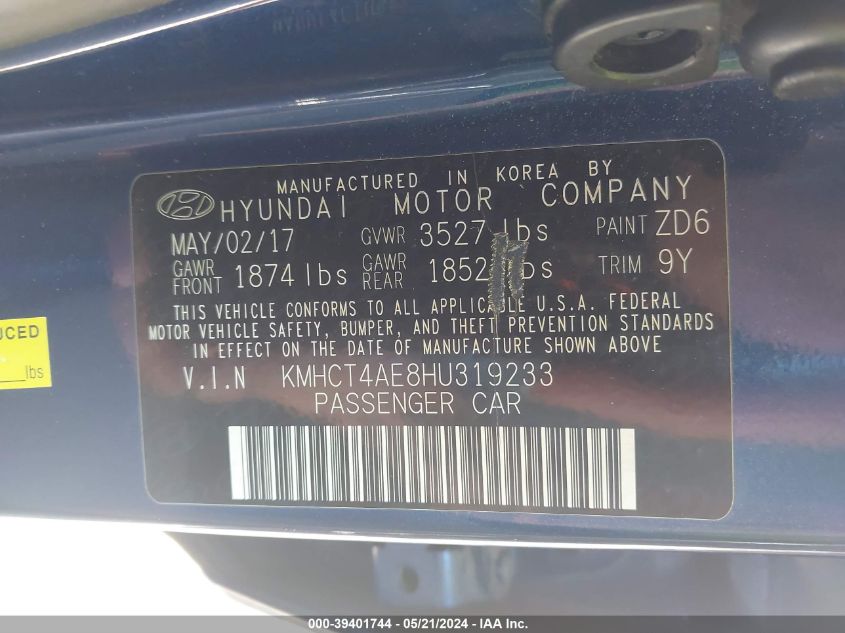 MANUFACTURED IN KOREA BY
HYUNDAI MOTOR COMPANY
MAY/02/17 GVWR 3527 lbs PAINT ZD6
GAWR FRONT 1874 lbs GAWR REAR 1852 lbs TRIM 9Y
THIS VEHICLE CONFORMS TO ALL APPLICABLE U.S.A. FEDERAL
MOTOR VEHICLE SAFETY, BUMPER, AND THEFT PREVENTION STANDARDS
IN EFFECT ON THE DATE OF MANUFACTURE SHOWN ABOVE
V.I.N KMHCT4AE8HU319233
PASSENGER CAR
UCED
lbs
000-39401744 - 05/21/2024 - IAAI.COM